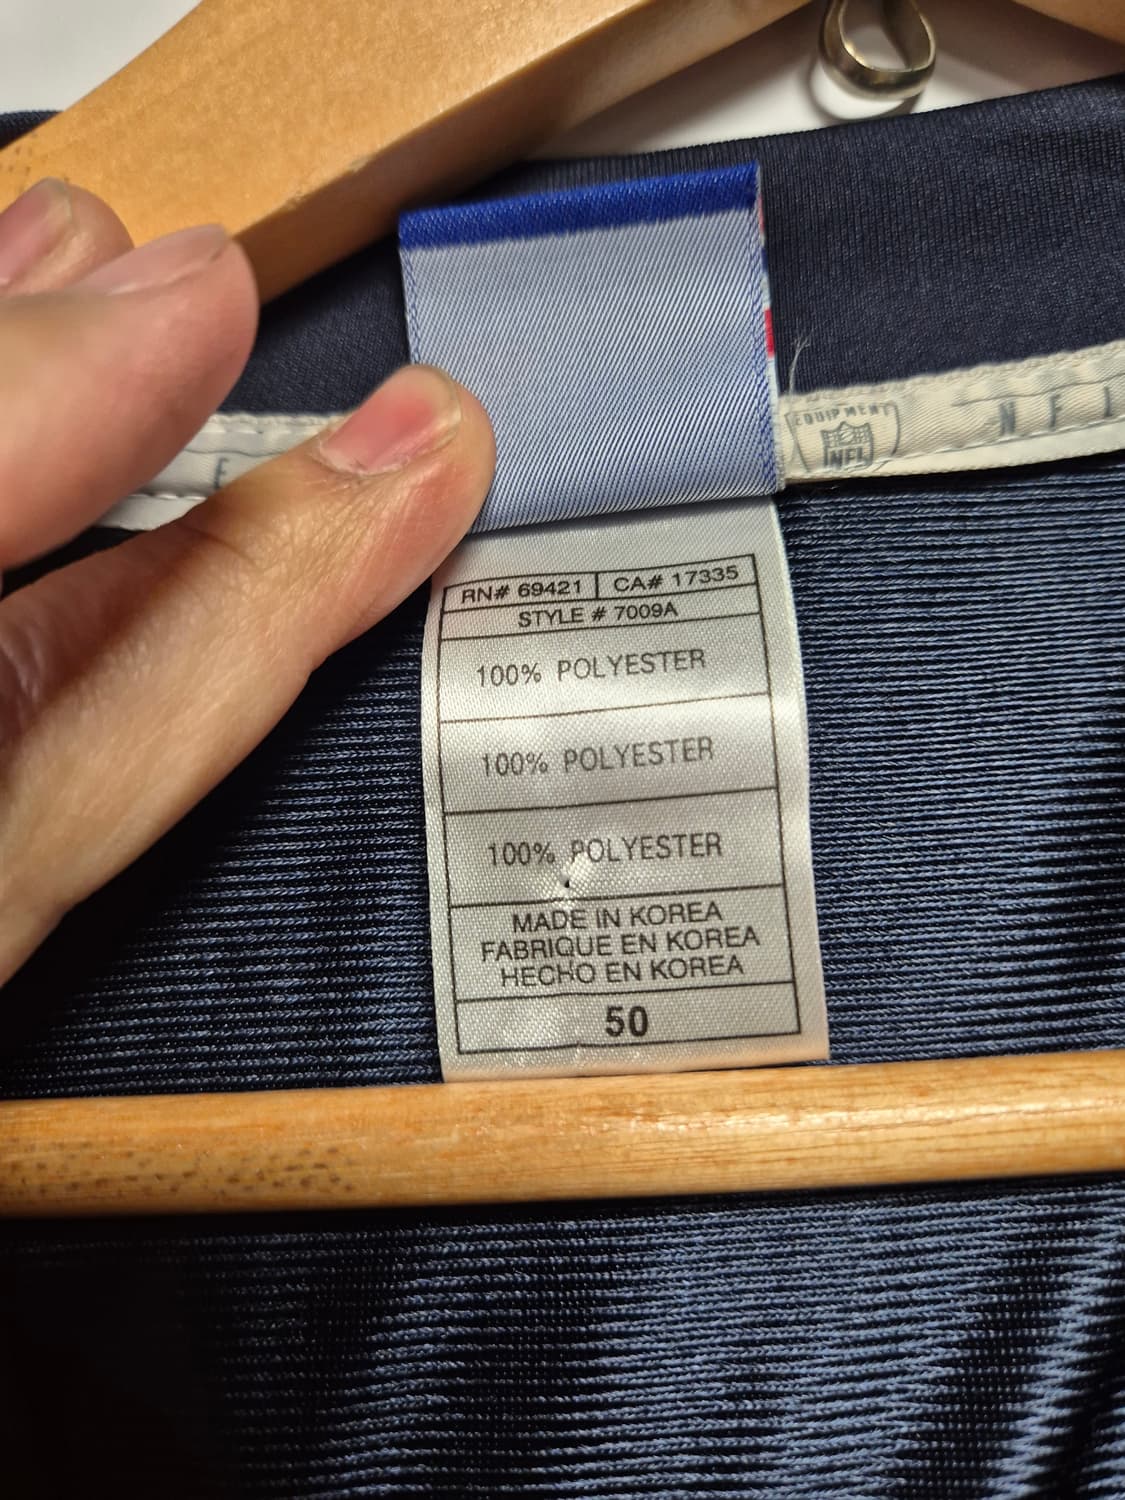 E
EQUIPMENT
NFL
N F L
RN# 69421 | CA# 17335
STYLE # 7009A
100% POLYESTER
100% POLYESTER
100% POLYESTER
MADE IN KOREA
FABRIQUE EN KOREA
HECHO EN KOREA
50